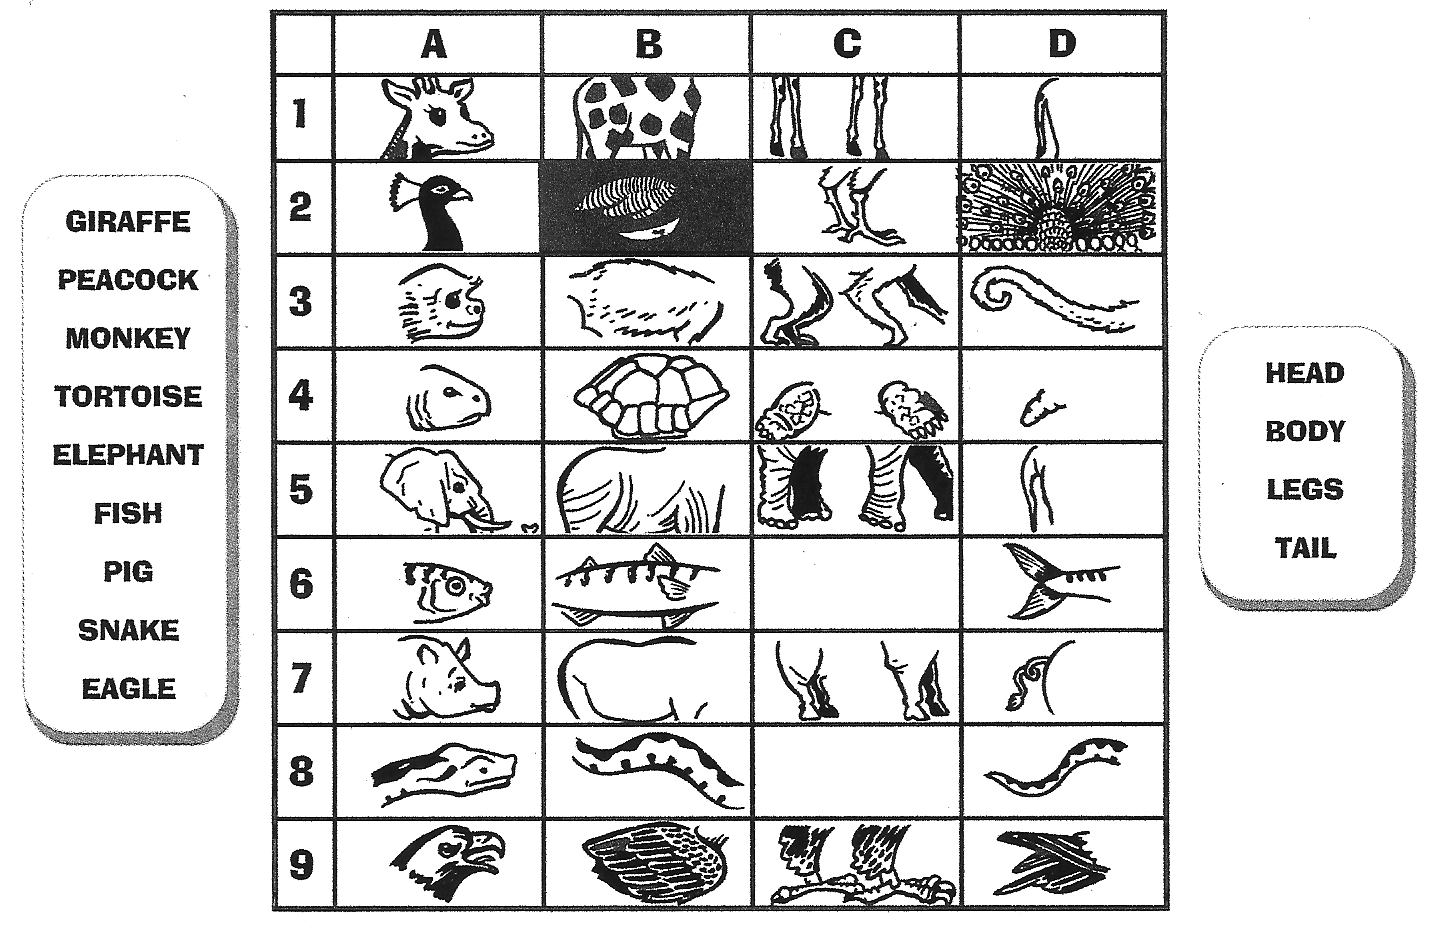 A B C D
1
2
3
4
5
6
7
8
9
GIRAFFE
PEACOCK
MONKEY
TORTOISE
ELEPHANT
FISH
PIG
SNAKE
EAGLE
HEAD
BODY
LEGS
TAIL